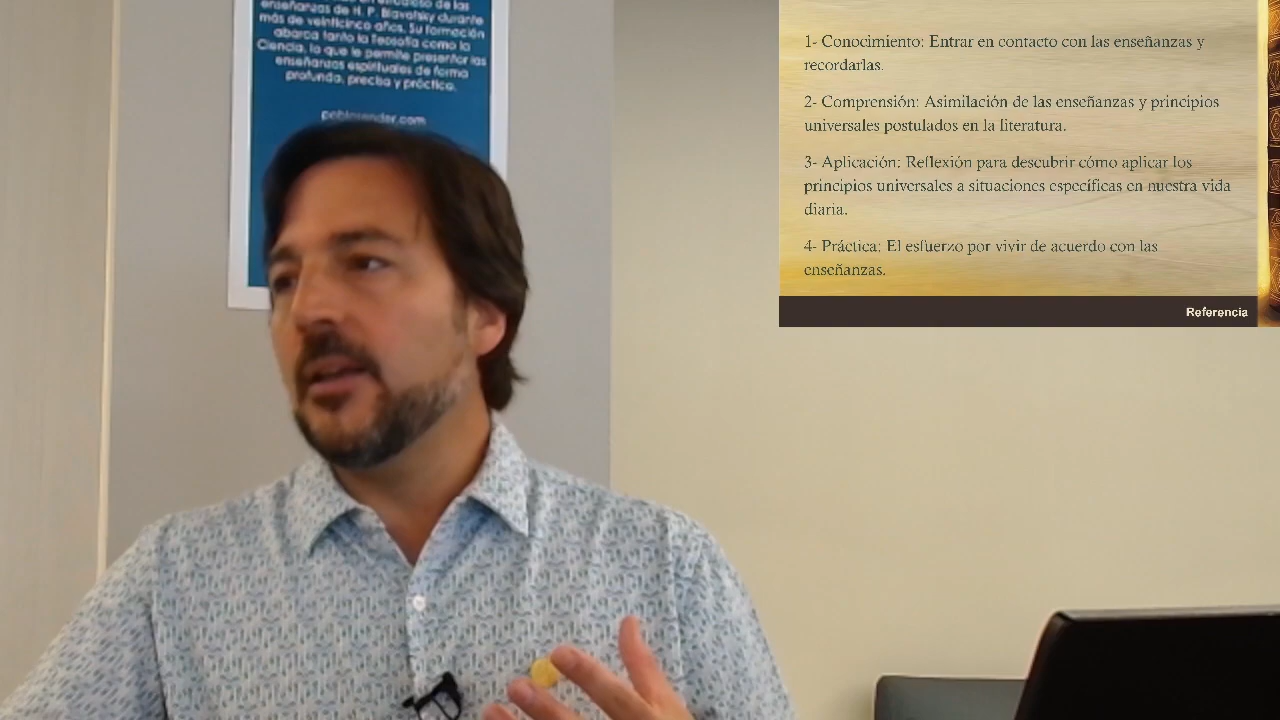 enseñanzas de H. P. Blavatsky durante
más de veinticinco años. Su formación
abarca tanto la Teosofía como la
Ciencia, lo que le permite presentar las
enseñanzas espirituales de forma
profunda, precisa y práctica.
pablosender.com
1- Conocimiento: Entrar en contacto con las enseñanzas y
recordarlas.
2- Comprensión: Asimilación de las enseñanzas y principios
universales postulados en la literatura.
3- Aplicación: Reflexión para descubrir cómo aplicar los
principios universales a situaciones específicas en nuestra vida
diaria.
4- Práctica: El esfuerzo por vivir de acuerdo con las
enseñanzas.
Referencia